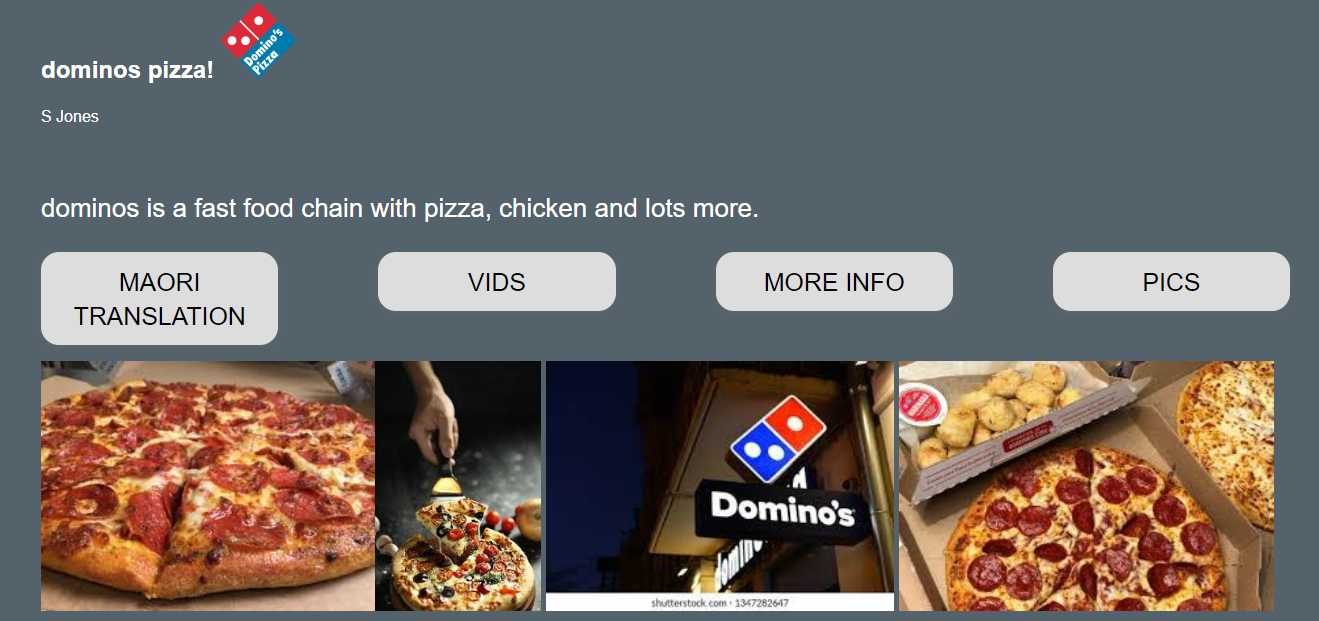 dominos pizza!
Domino's
Pizza
S Jones
dominos is a fast food chain with pizza, chicken and lots more.
MAORI
TRANSLATION
VIDS
MORE INFO
PICS
Domino's
domino
shutterstock.com · 1347282647